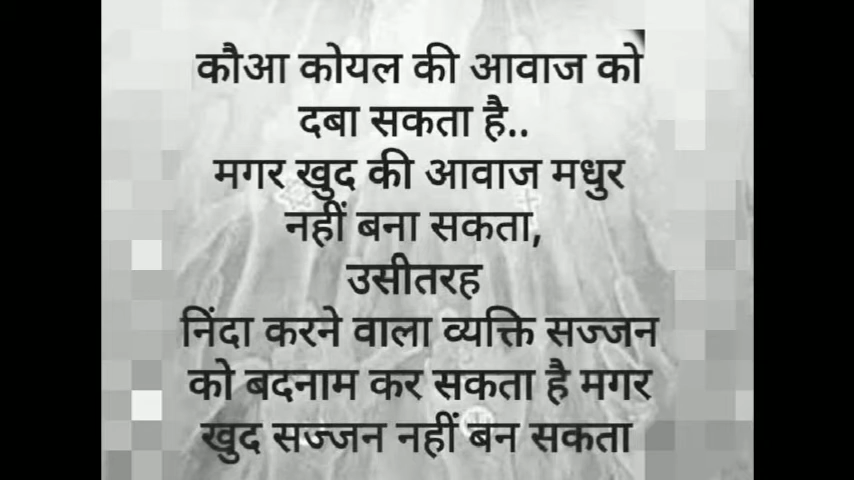 कौआ कोयल की आवाज को
दबा सकता है..
मगर खुद की आवाज मधुर
नहीं बना सकता,
उसीतरह
निंदा करने वाला व्यक्ति सज्जन
को बदनाम कर सकता है मगर
खुद सज्जन नहीं बन सकता